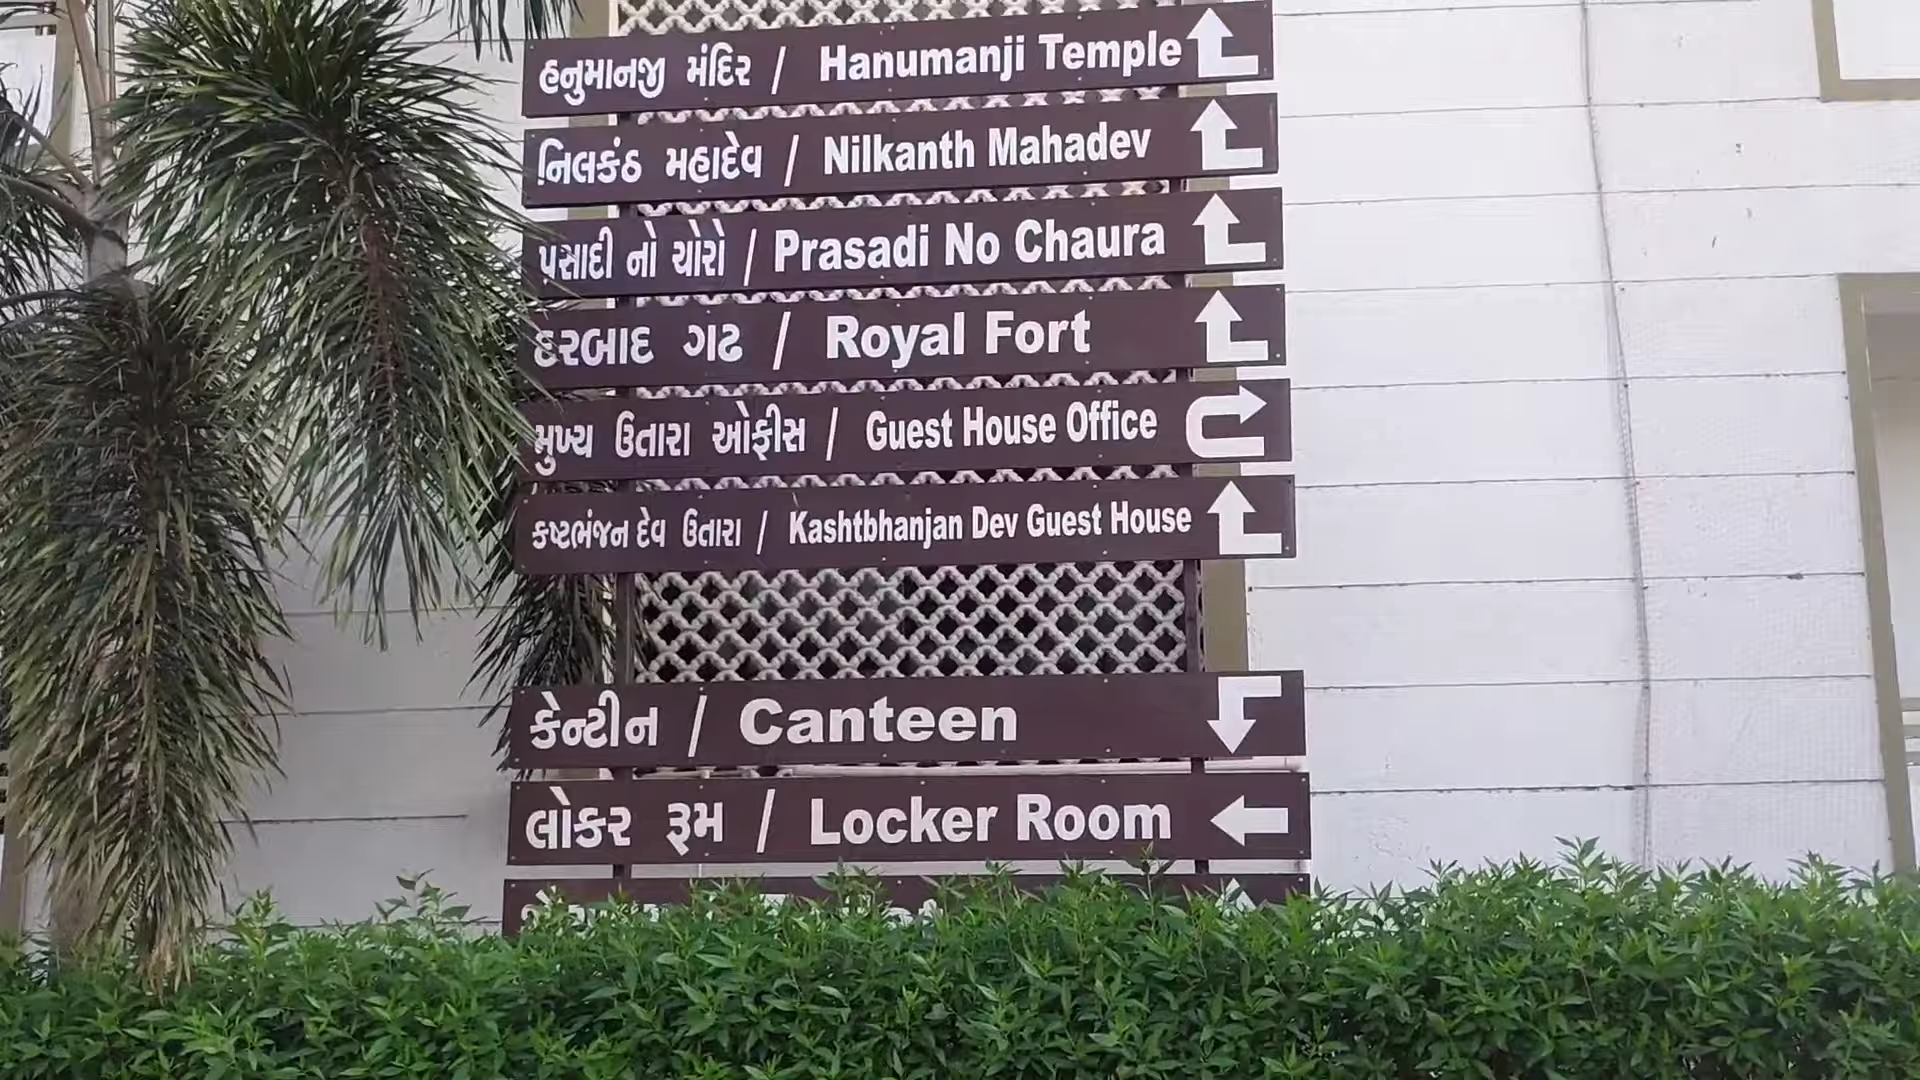 હનુમાનજી મંદિર / Hanumanji Temple
નિલકંઠ મહાદેવ / Nilkanth Mahadev
પસાદી નો ચોરો / Prasadi No Chaura
દરબાદ ગઢ / Royal Fort
મુખ્ય ઉતારા ઓફીસ / Guest House Office
કષ્ટભંજન દેવ ઉતારા / Kashtbhanjan Dev Guest House
કેન્ટીન / Canteen
લોકર રૂમ / Locker Room